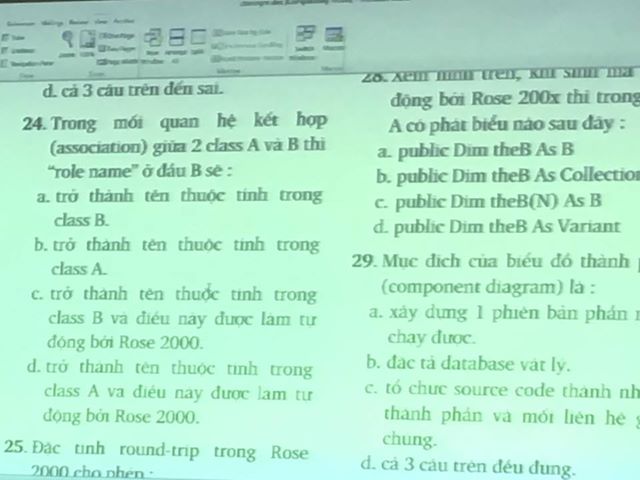 d. cả 3 câu trên đến sai.
24. Trong mối quan hệ kết hợp
(association) giữa 2 class A và B thì
"role name" ở đầu B sẽ :
a. trở thành tên thuộc tính trong
class B.
b. trở thành tên thuộc tính trong
class A.
c. trở thành tên thuộc tính trong
class B và điều này được làm tự
động bởi Rose 2000.
d. trở thành tên thuộc tính trong
class A và điều này được làm tự
động bởi Rose 2000.
25. Đặc tính round-trip trong Rose
2000 cho phép :
28. Xem hình trên, khi sinh mã
động bởi Rose 200x thì trong
A có phát biểu nào sau đây :
a. public Dim theB As B
b. public Dim theB As Collection
c. public Dim theB(N) As B
d. public Dim theB As Variant
29. Mục đích của biểu đồ thành
(component diagram) là :
a. xây dựng 1 phiên bản phần
chạy được.
b. đặc tả database vật lý.
c. tổ chức source code thành
thành phần và mối liên hệ
chung.
d. cả 3 câu trên đều đúng.